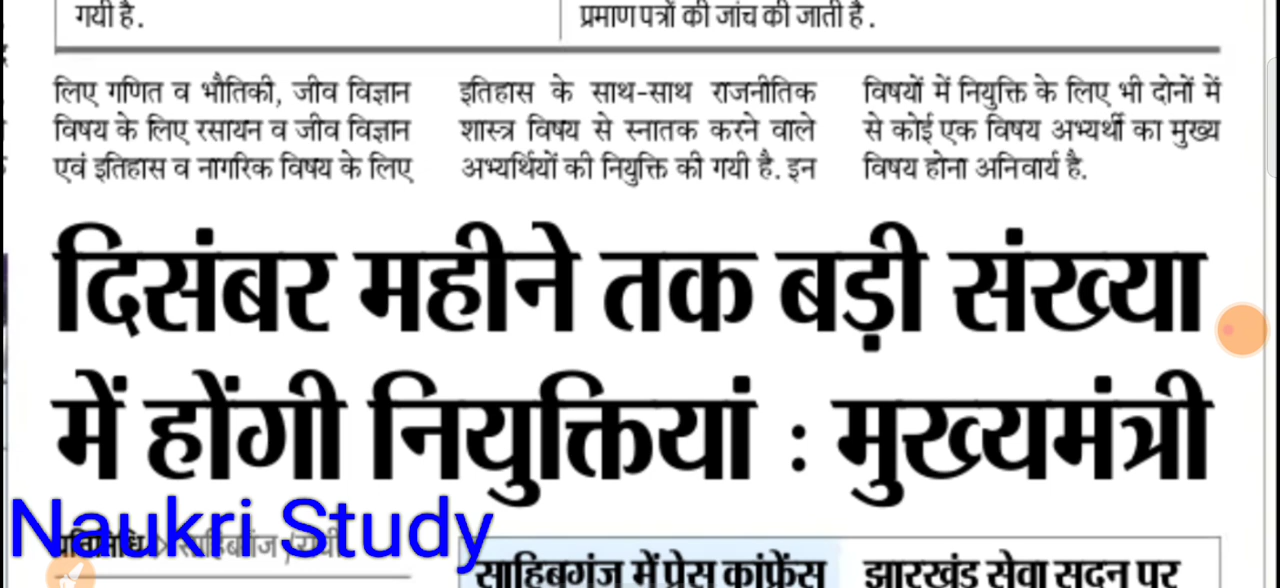 गयी है.
प्रमाण पत्रों की जांच की जाती है.
लिए गणित व भौतिकी, जीव विज्ञान
विषय के लिए रसायन व जीव विज्ञान
एवं इतिहास व नागरिक विषय के लिए
इतिहास के साथ-साथ राजनीतिक
शास्त्र विषय से स्नातक करने वाले
अभ्यर्थियों की नियुक्ति की गयी है. इन
विषयों में नियुक्ति के लिए भी दोनों में
से कोई एक विषय अभ्यर्थी का मुख्य
विषय होना अनिवार्य है.
दिसंबर महीने तक बड़ी संख्या
में होंगी नियुक्तियां : मुख्यमंत्री
Naukri Study
प्रतिनिधि > साहिबगंज/रांची
साहिबगंज में प्रेस कांफ्रेंस
झारखंड सेवा सदन पर